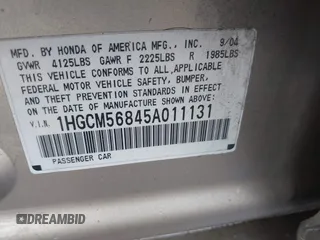 MFD. BY HONDA OF AMERICA MFG., INC. 9/04
GVWR 4125LBS GAWR F 2225LBS R 1985LBS
THIS VEHICLE CONFORMS TO ALL APPLICABLE
FEDERAL MOTOR VEHICLE SAFETY, BUMPER,
AND THEFT PREVENTION STANDARDS IN EFFECT
ON THE DATE OF MANUFACTURE SHOWN ABOVE.
V.I.N. 1HGCM56845A011131
PASSENGER CAR
DREAMBID